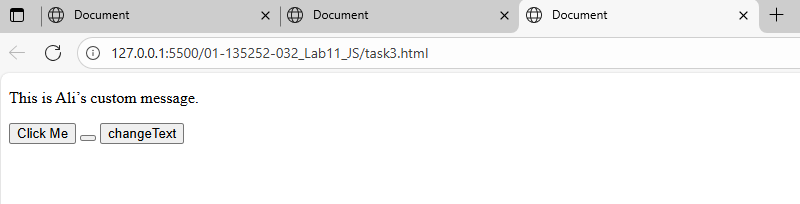 Document Document Document
127.0.0.1:5500/01-135252-032_Lab11_JS/task3.html
This is Ali's custom message.
Click Me changeText